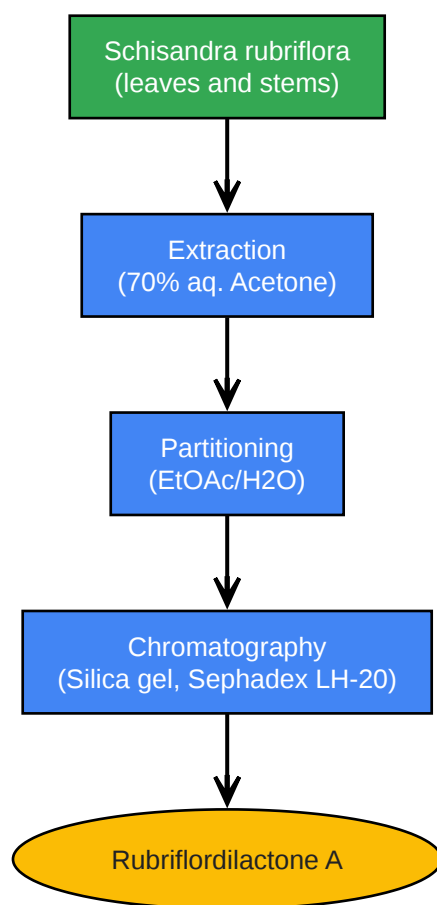 Schisandra rubriflora
(leaves and stems)
Extraction
(70% aq. Acetone)
Partitioning
(EtOAc/H2O)
Chromatography
(Silica gel, Sephadex LH-20)
Rubriflordilactone A